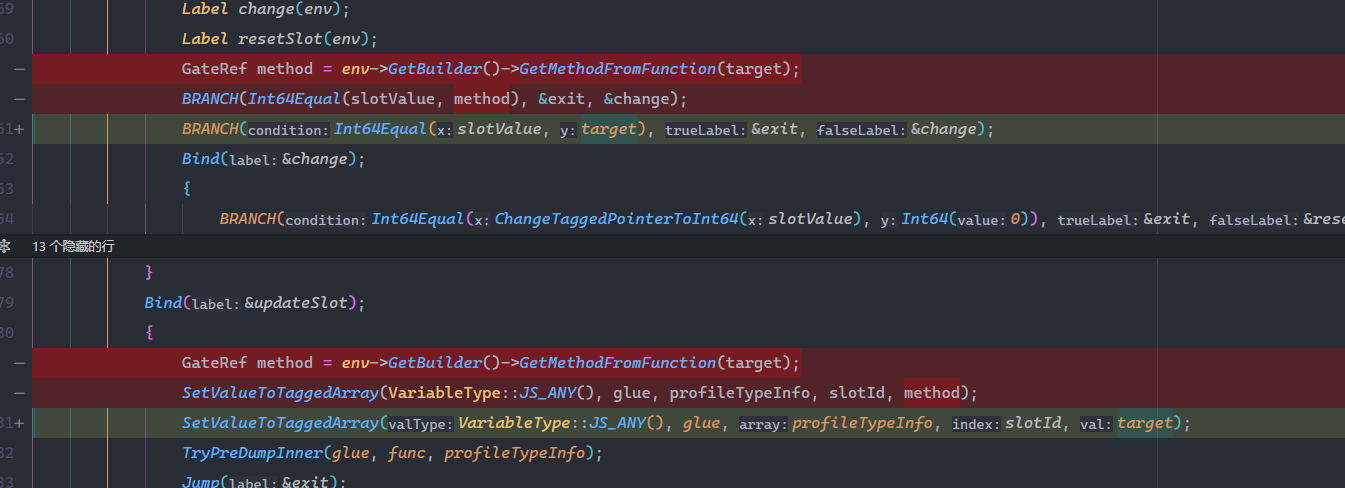 59 Label change(env);
60 Label resetSlot(env);
— GateRef method = env->GetBuilder()->GetMethodFromFunction(target);
— BRANCH(Int64Equal(slotValue, method), &exit, &change);
61+ BRANCH(condition: Int64Equal(x: slotValue, y: target), trueLabel: &exit, falseLabel: &change);
62 Bind(label: &change);
63 {
64 BRANCH(condition: Int64Equal(x: ChangeTaggedPointerToInt64(x: slotValue), y: Int64(value: 0)), trueLabel: &exit, falseLabel: &rese
13 个隐藏的行
78 }
79 Bind(label: &updateSlot);
80 {
— GateRef method = env->GetBuilder()->GetMethodFromFunction(target);
— SetValueToTaggedArray(VariableType::JS_ANY(), glue, profileTypeInfo, slotId, method);
81+ SetValueToTaggedArray(valType: VariableType::JS_ANY(), glue, array: profileTypeInfo, index: slotId, val: target);
82 TryPreDumpInner(glue, func, profileTypeInfo);
83 Jump(label: &exit);